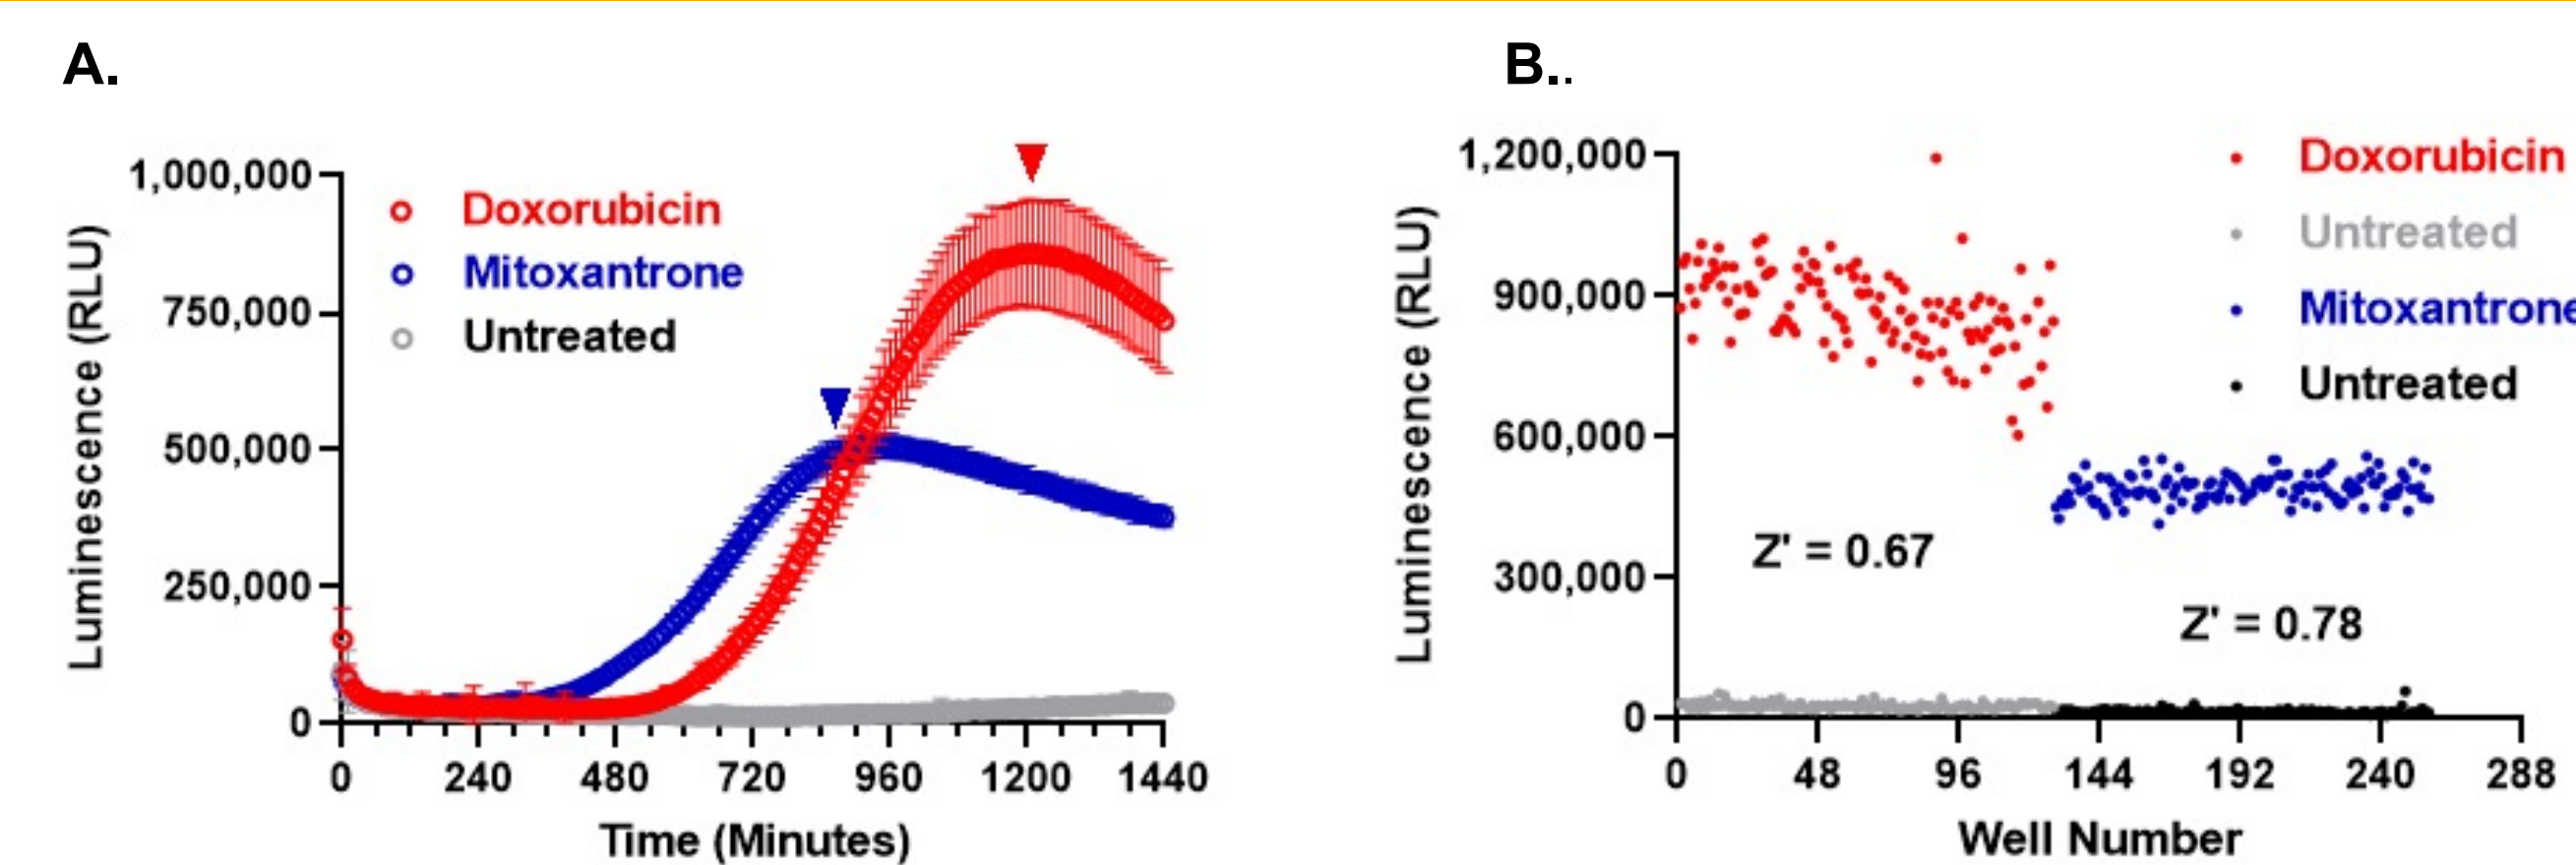 A.
1,000,000
750,000
500,000
250,000
0
Luminescence (RLU)
Doxorubicin
Mitoxantrone
Untreated
0 240 480 720 960 1200 1440
Time (Minutes)
B..
1,200,000
900,000
600,000
300,000
0
Luminescence (RLU)
Doxorubicin
Untreated
Mitoxantrone
Untreated
Z' = 0.67
Z' = 0.78
0 48 96 144 192 240 288
Well Number